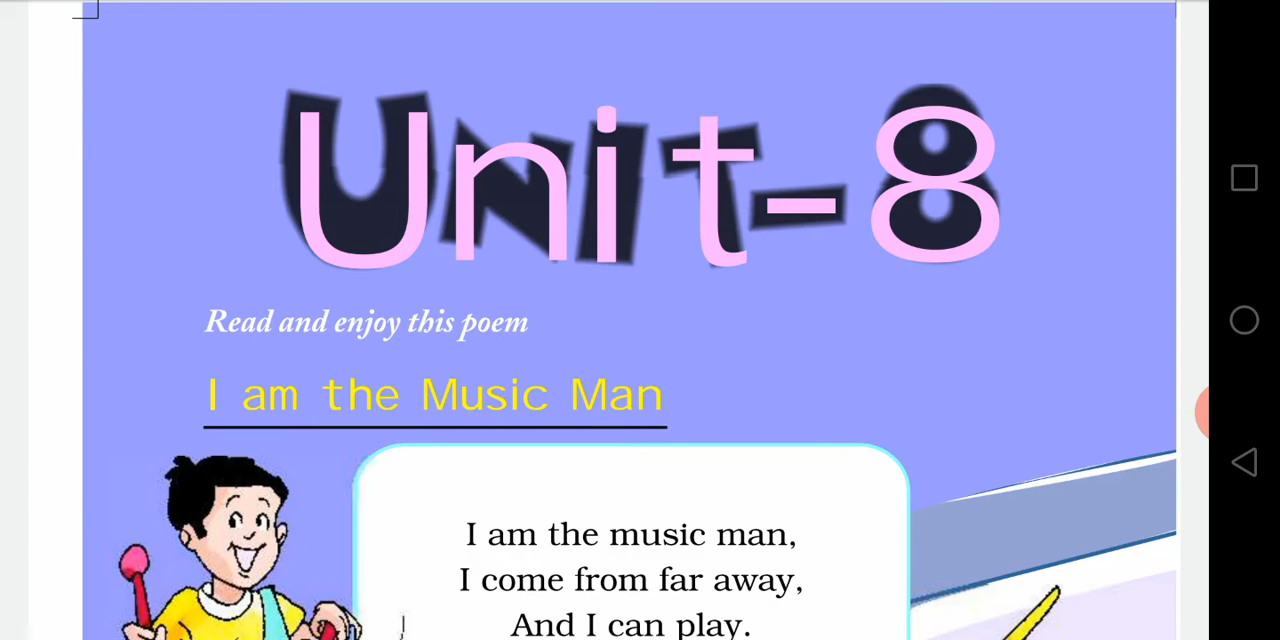 Unit-8
Read and enjoy this poem
I am the Music Man
I am the music man,
I come from far away,
And I can play.